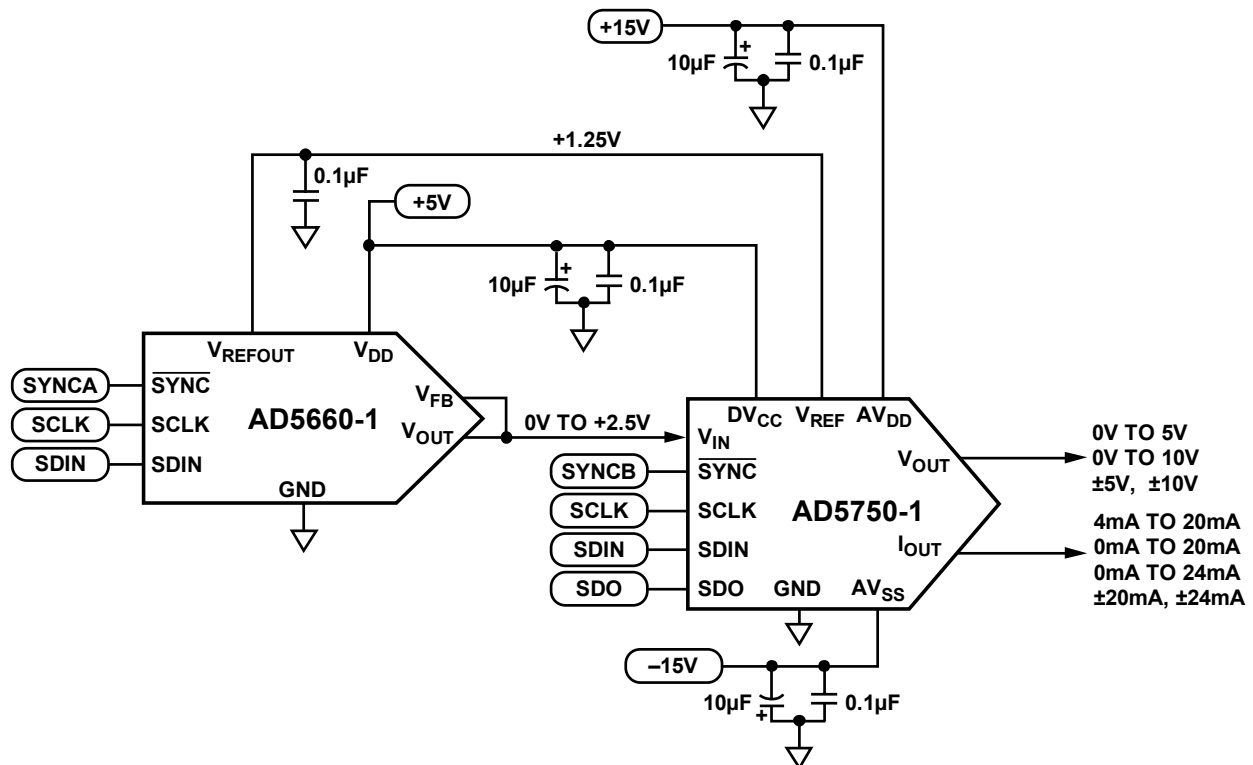 +15V
+
10µF
0.1µF
+1.25V
0.1µF
+5V
+
10µF
0.1µF
VREFOUT
VDD
SYNCA
SYNC
SCLK
SCLK
SDIN
SDIN
AD5660-1
VFB
VOUT
GND
0V TO +2.5V
DVCC
VREF
AVDD
VIN
SYNCB
SYNC
SCLK
SCLK
SDIN
SDIN
SDO
SDO
AD5750-1
VOUT
IOUT
GND
AVSS
0V TO 5V
0V TO 10V
±5V, ±10V
4mA TO 20mA
0mA TO 20mA
0mA TO 24mA
±20mA, ±24mA
–15V
10µF
+
0.1µF